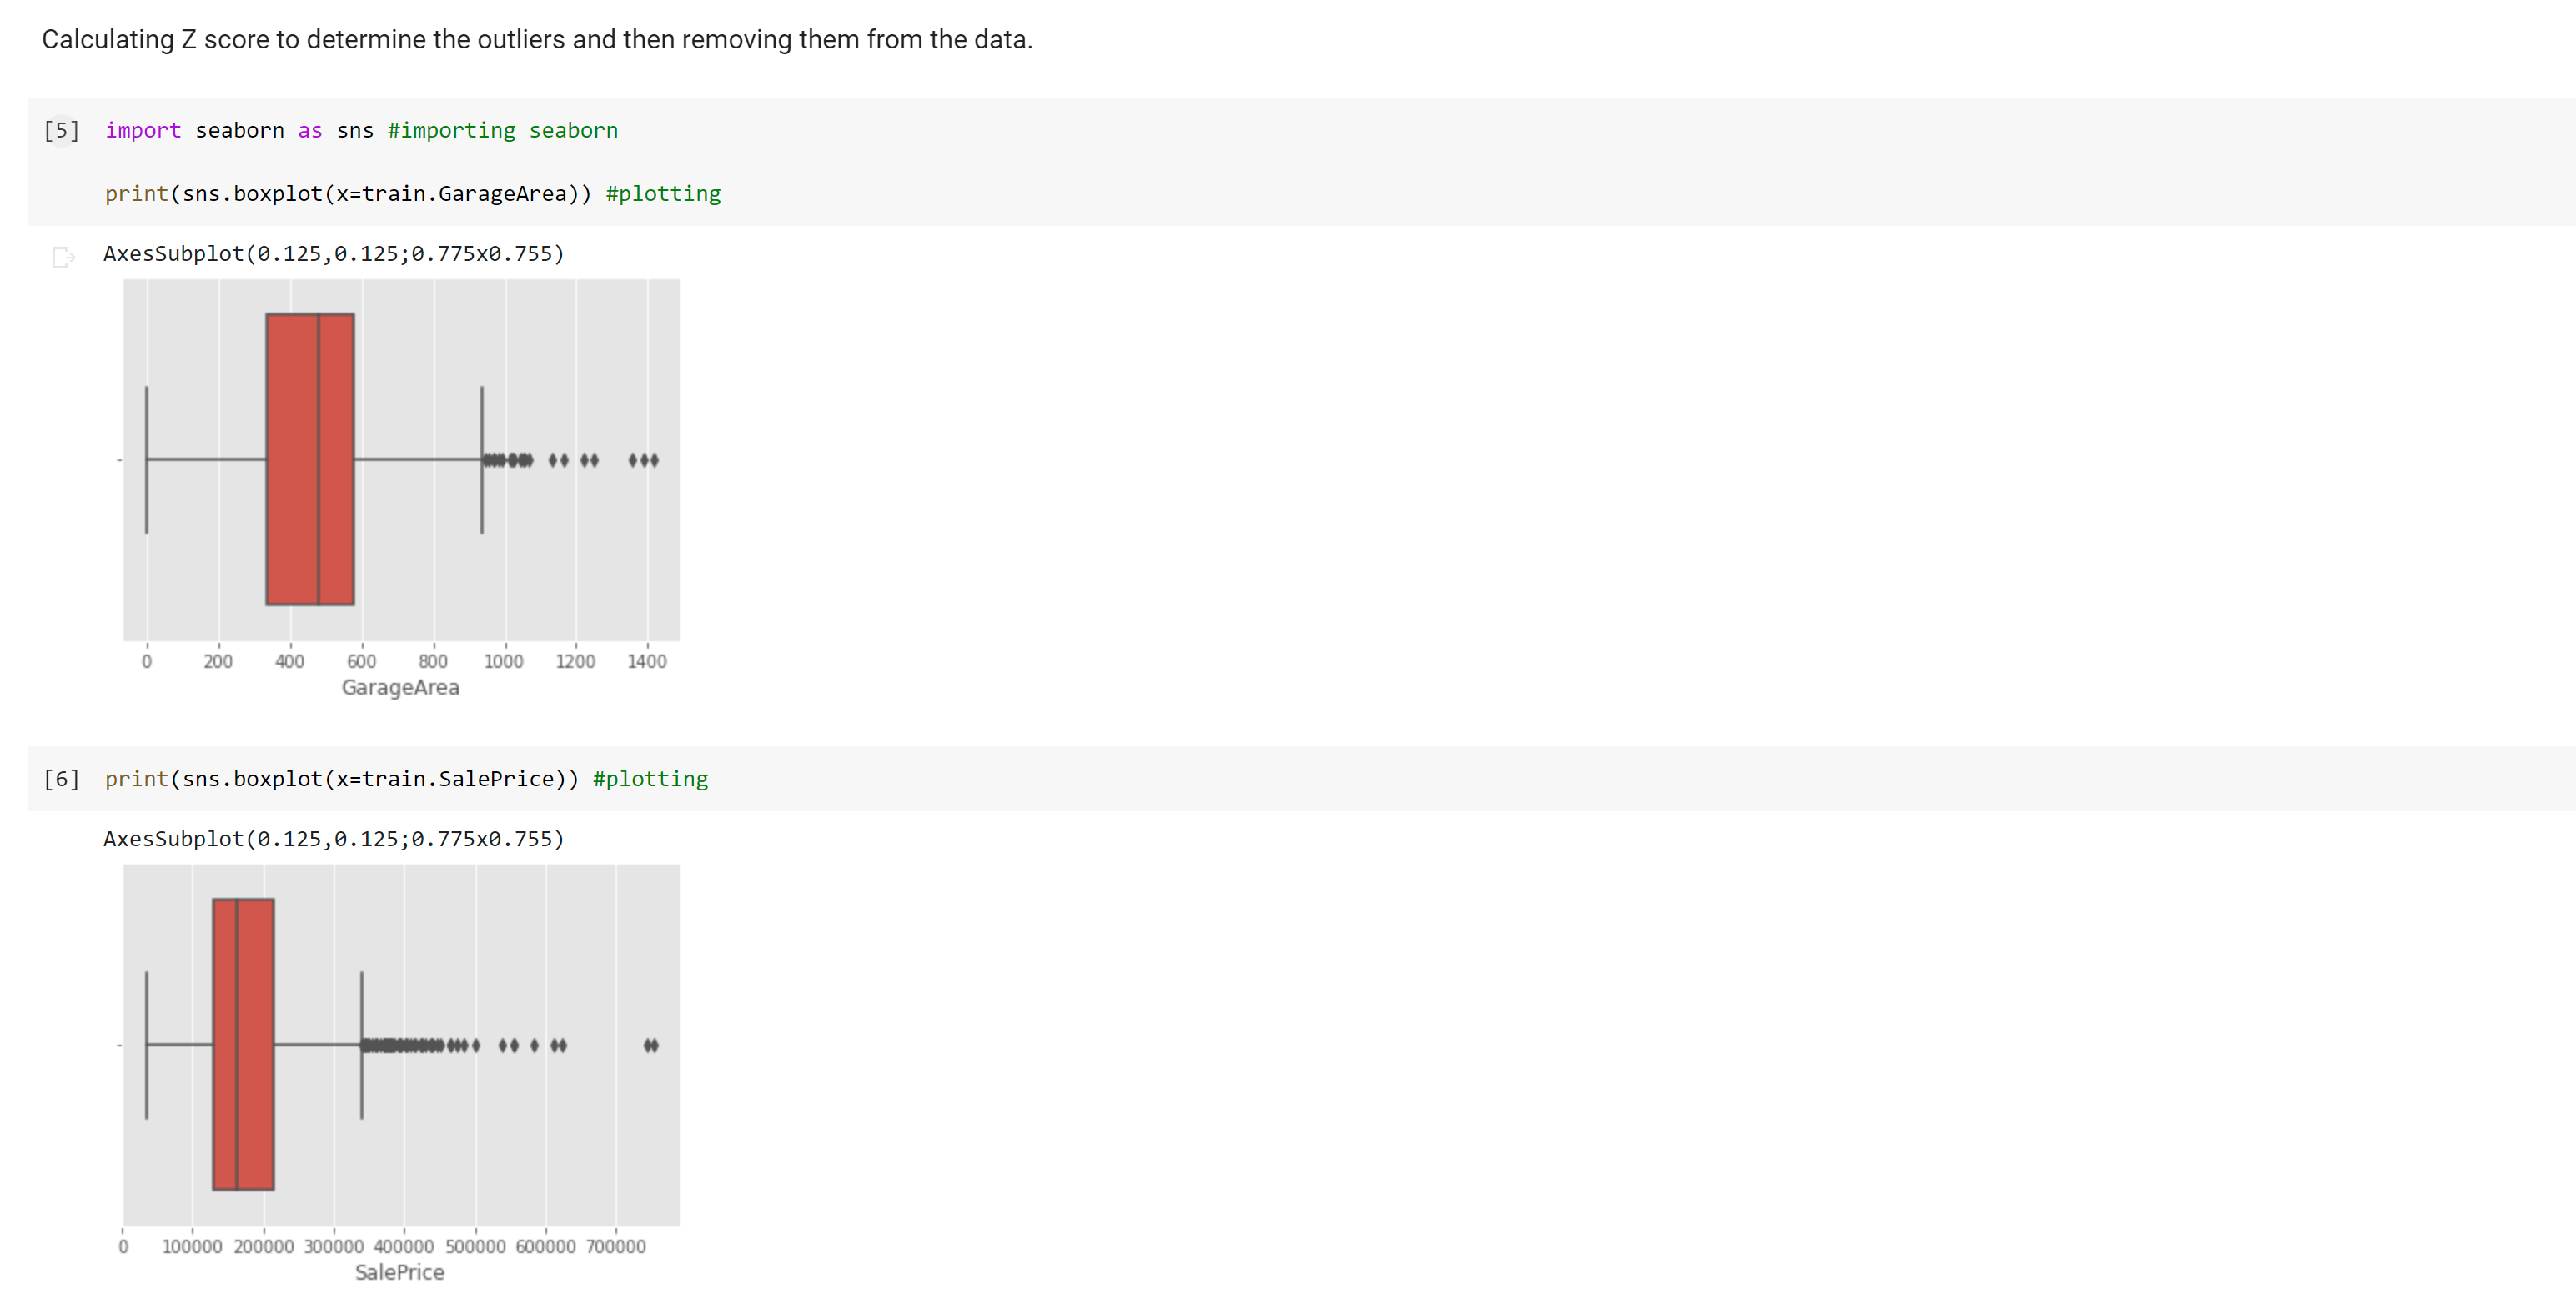 Calculating Z score to determine the outliers and then removing them from the data.
[5] import seaborn as sns #importing seaborn
print(sns.boxplot(x=train.GarageArea)) #plotting
AxesSubplot(0.125,0.125;0.775x0.755)
0 200 400 600 800 1000 1200 1400
GarageArea
[6] print(sns.boxplot(x=train.SalePrice)) #plotting
AxesSubplot(0.125,0.125;0.775x0.755)
0 100000 200000 300000 400000 500000 600000 700000
SalePrice